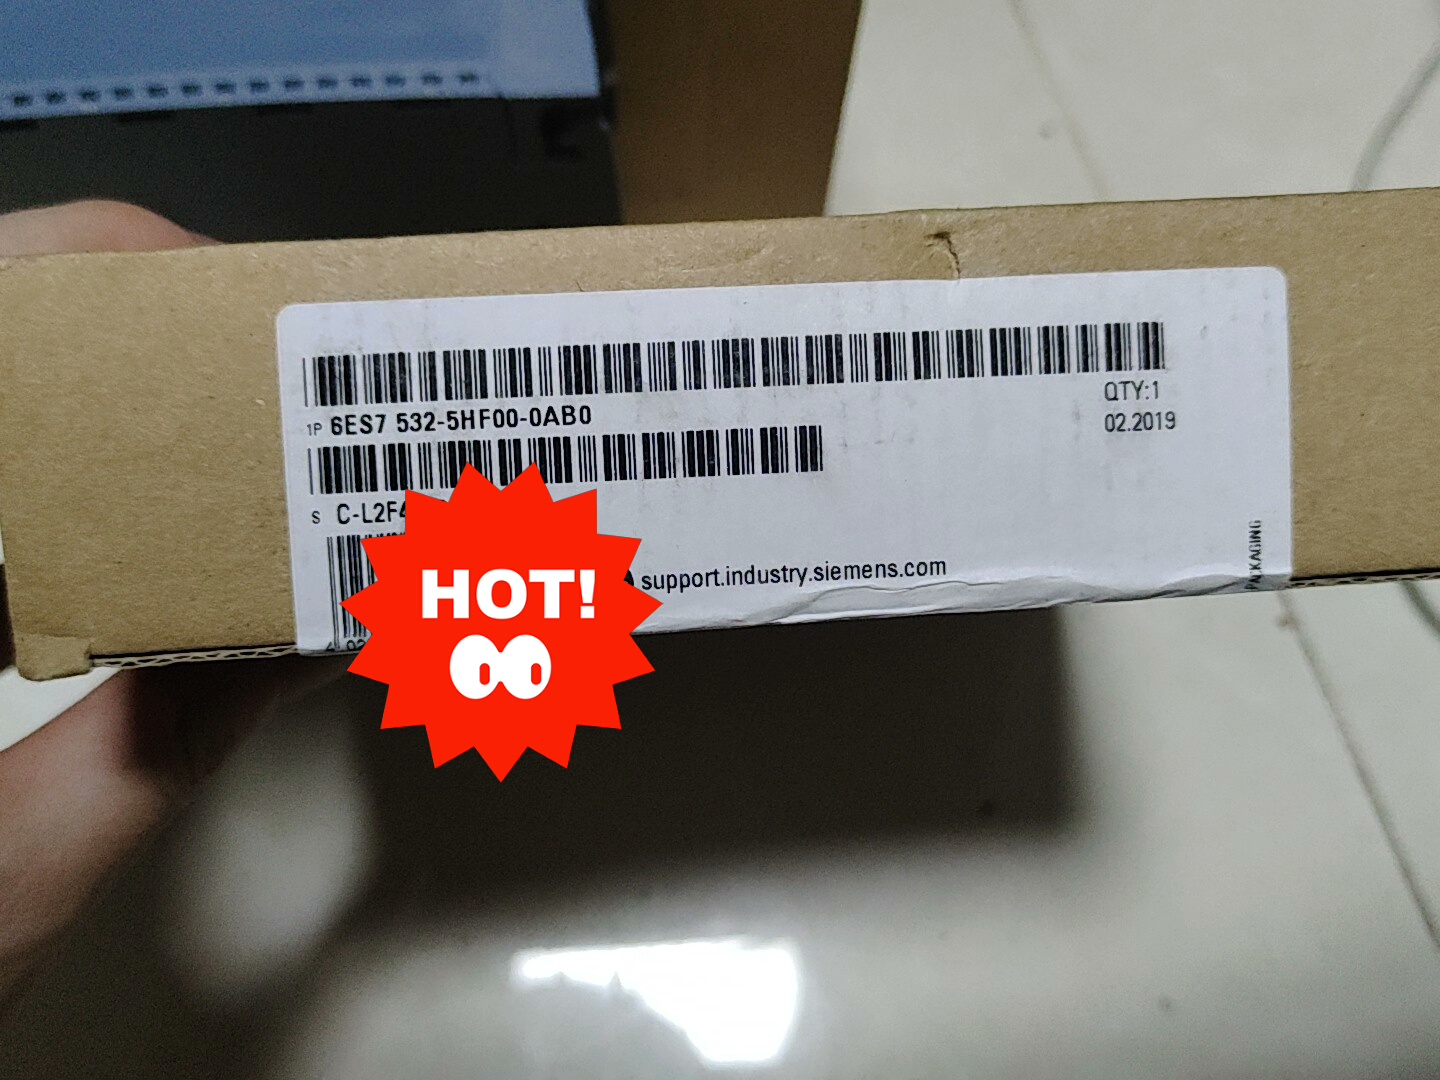 1P 6ES7 532-5HF00-0AB0
QTY:1
02.2019
S C-L2F4
HOT!
support.industry.siemens.com
PACKAGING